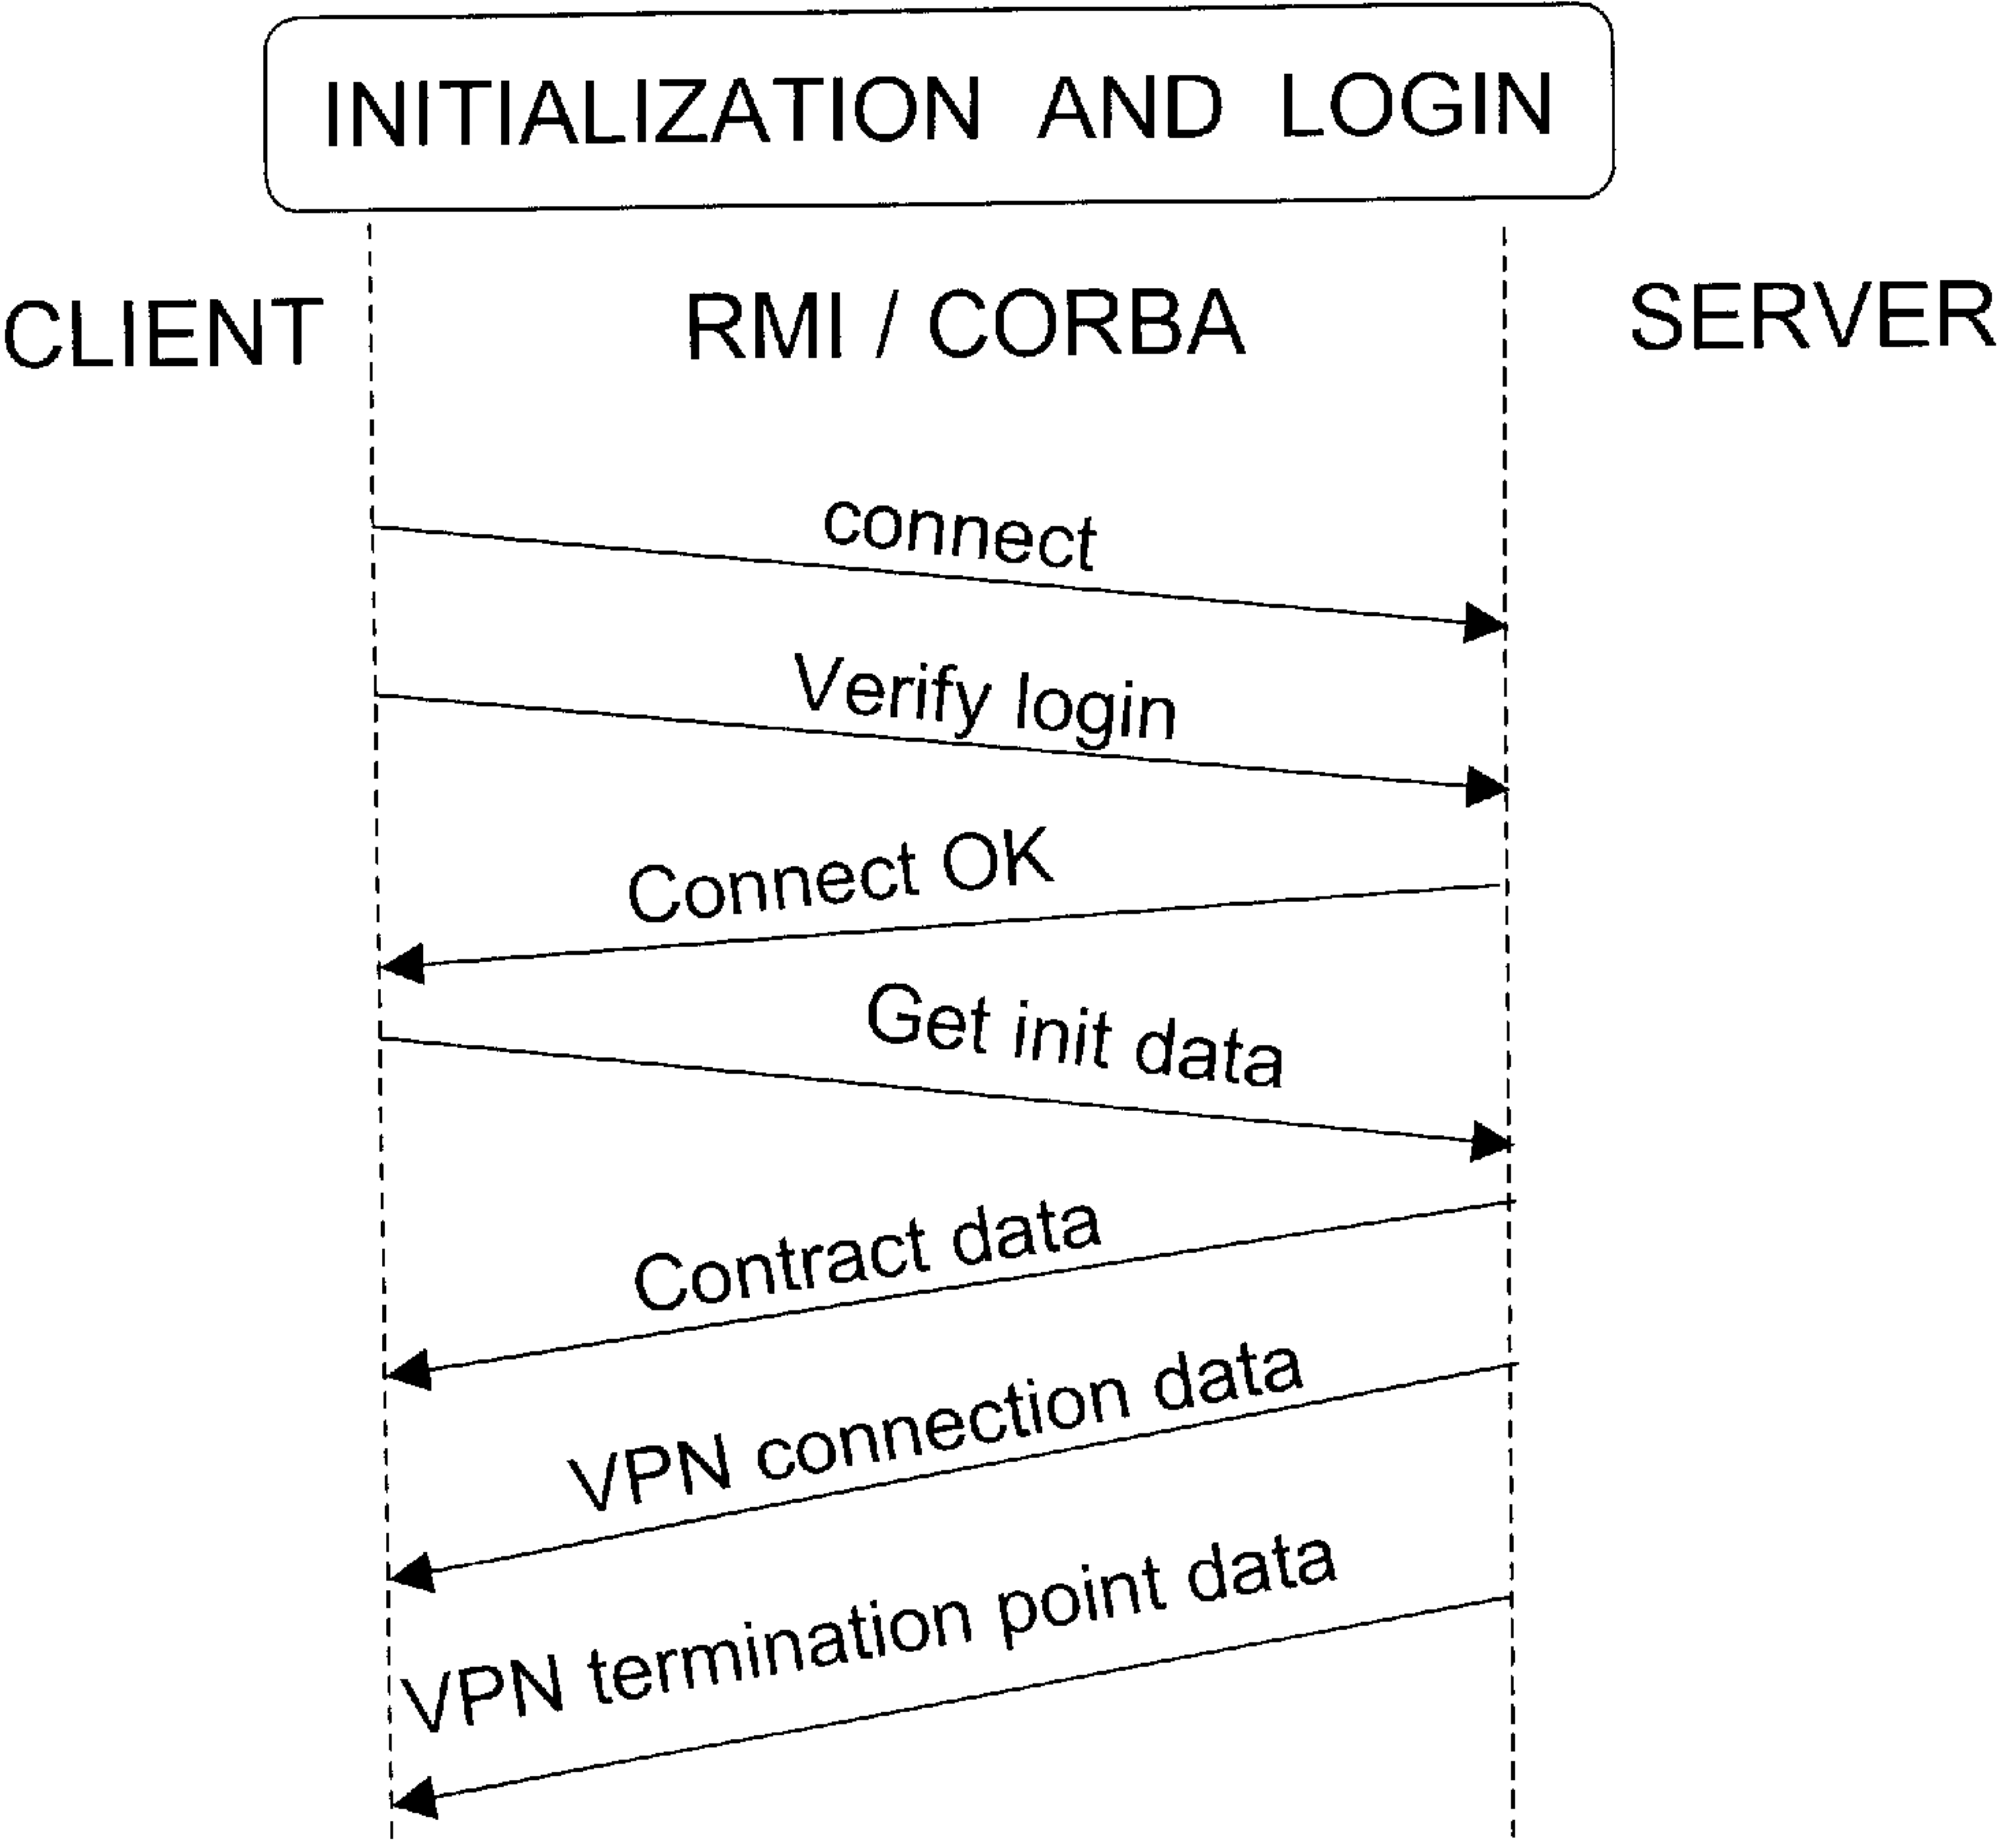 INITIALIZATION AND LOGIN
CLIENT
RMI / CORBA
SERVER
connect
Verify login
Connect OK
Get init data
Contract data
VPN connection data
VPN termination point data